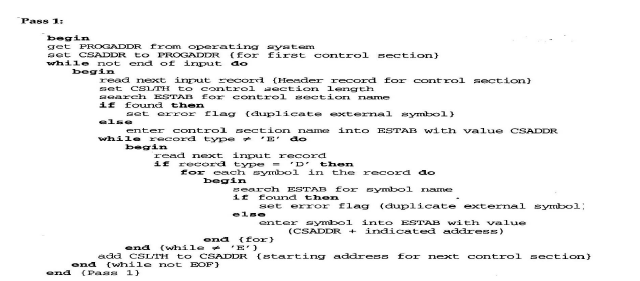 Pass 1:
begin
get PROGADDR from operating system
set CSADDR to PROGADDR {for first control section}
while not end of input do
begin
read next input record {Header record for control section}
set CSLTH to control section length
search ESTAB for control section name
if found then
set error flag {duplicate external symbol}
else
enter control section name into ESTAB with value CSADDR
while record type ≠ 'E' do
begin
read next input record
if record type = 'D' then
for each symbol in the record do
begin
search ESTAB for symbol name
if found then
set error flag (duplicate external symbol)
else
enter symbol into ESTAB with value
(CSADDR + indicated address)
end {for}
end {while ≠ 'E'}
add CSLTH to CSADDR {starting address for next control section}
end {while not EOF}
end {Pass 1}